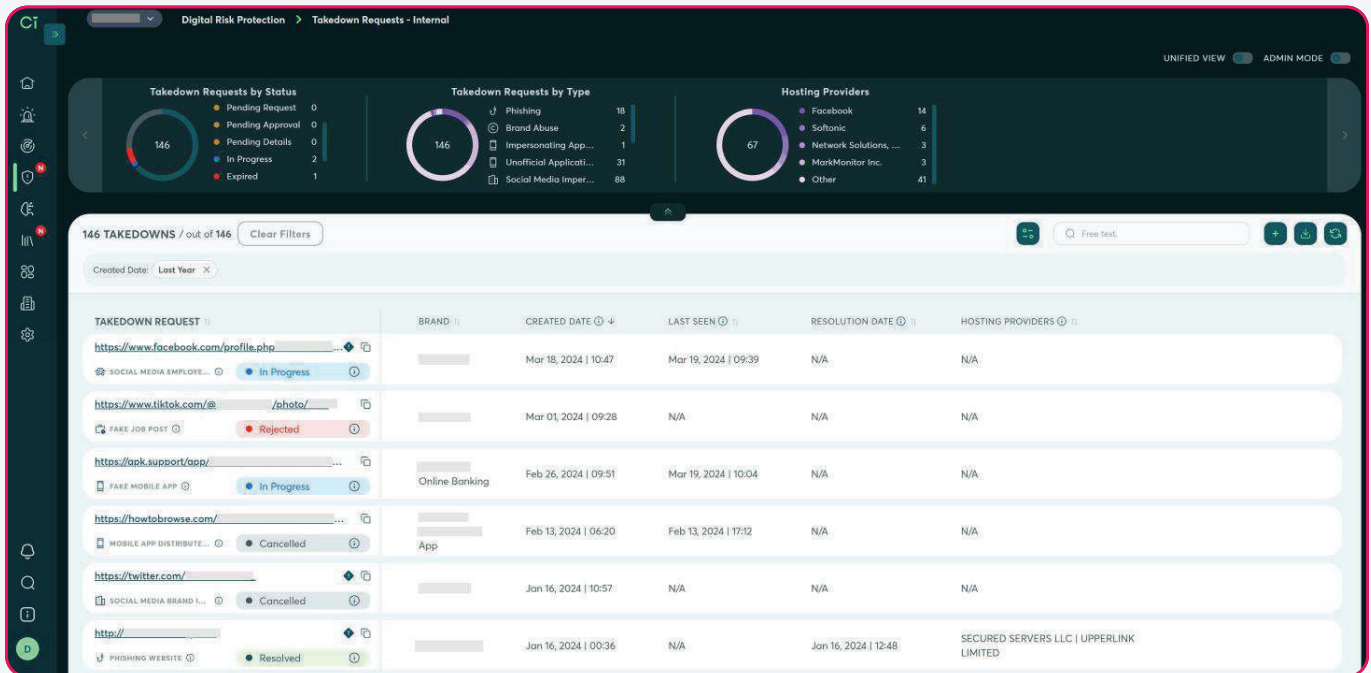 Ci
Digital Risk Protection > Takedown Requests - Internal
UNIFIED VIEW ADMIN MODE
Takedown Requests by Status
146
Pending Request 0
Pending Approval 0
Pending Details 0
In Progress 2
Expired 1
Takedown Requests by Type
146
Phishing 18
Brand Abuse 2
Impersonating App... 1
Unofficial Applicati... 31
Social Media Imper... 88
Hosting Providers
67
Facebook 14
Softonic 6
Network Solutions, ... 3
MarkMonitor Inc. 3
Other 41
N
N
146 TAKEDOWNS / out of 146 Clear Filters
Free text
Created Date: Last Year
TAKEDOWN REQUEST BRAND CREATED DATE LAST SEEN RESOLUTION DATE HOSTING PROVIDERS
https://www.facebook.com/profile.php ...
SOCIAL MEDIA EMPLOYE... In Progress
Mar 18, 2024 | 10:47 Mar 19, 2024 | 09:39 N/A N/A
https://www.tiktok.com/@ /photo/
FAKE JOB POST Rejected
Mar 01, 2024 | 09:28 N/A N/A N/A
https://apk.support/app/ ...
FAKE MOBILE APP In Progress
Online Banking
Feb 26, 2024 | 09:51 Mar 19, 2024 | 10:04 N/A N/A
https://howtobrowse.com/ ...
MOBILE APP DISTRIBUTE... Cancelled
App
Feb 13, 2024 | 06:20 Feb 13, 2024 | 17:12 N/A N/A
https://twitter.com/
SOCIAL MEDIA BRAND I... Cancelled
Jan 16, 2024 | 10:57 N/A N/A N/A
http://
PHISHING WEBSITE Resolved
Jan 16, 2024 | 00:36 N/A Jan 16, 2024 | 12:48 SECURED SERVERS LLC | UPPERLINK
LIMITED
D